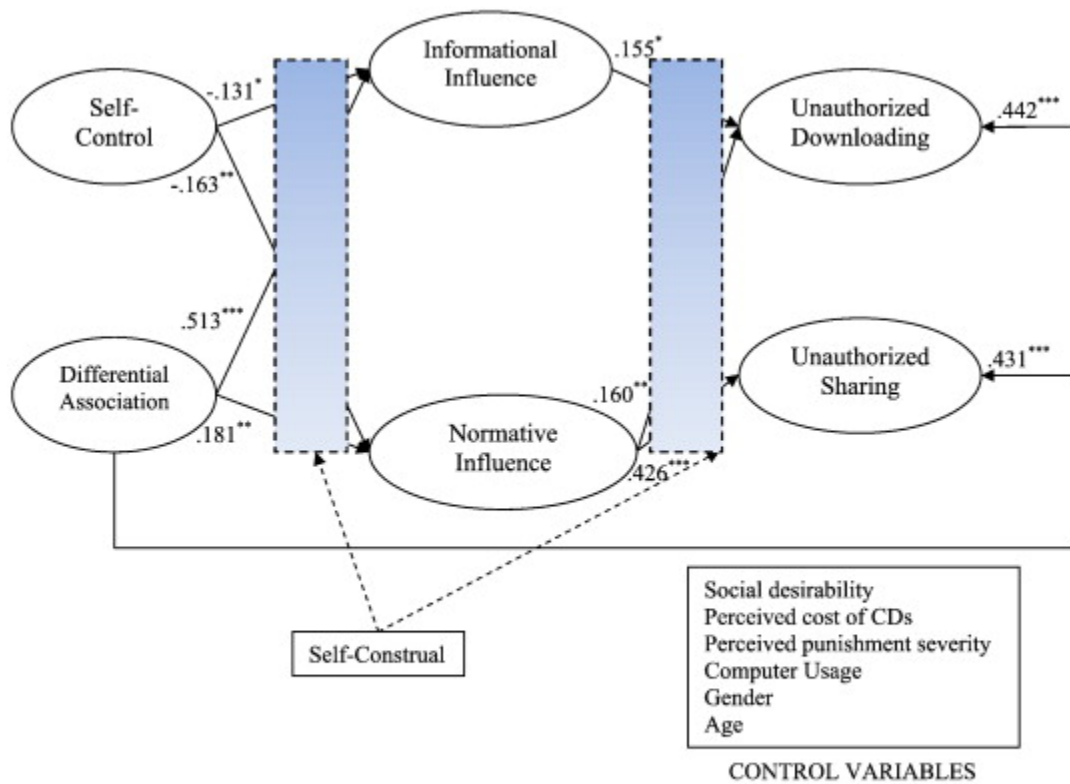 Informational
Influence
.155*
-.131*
Self-
Control
Unauthorized
Downloading
.442***
-.163**
.513***
Differential
Association
.181**
Normative
Influence
.160**
.426***
Unauthorized
Sharing
.431***
Self-Construal
Social desirability
Perceived cost of CDs
Perceived punishment severity
Computer Usage
Gender
Age
CONTROL VARIABLES